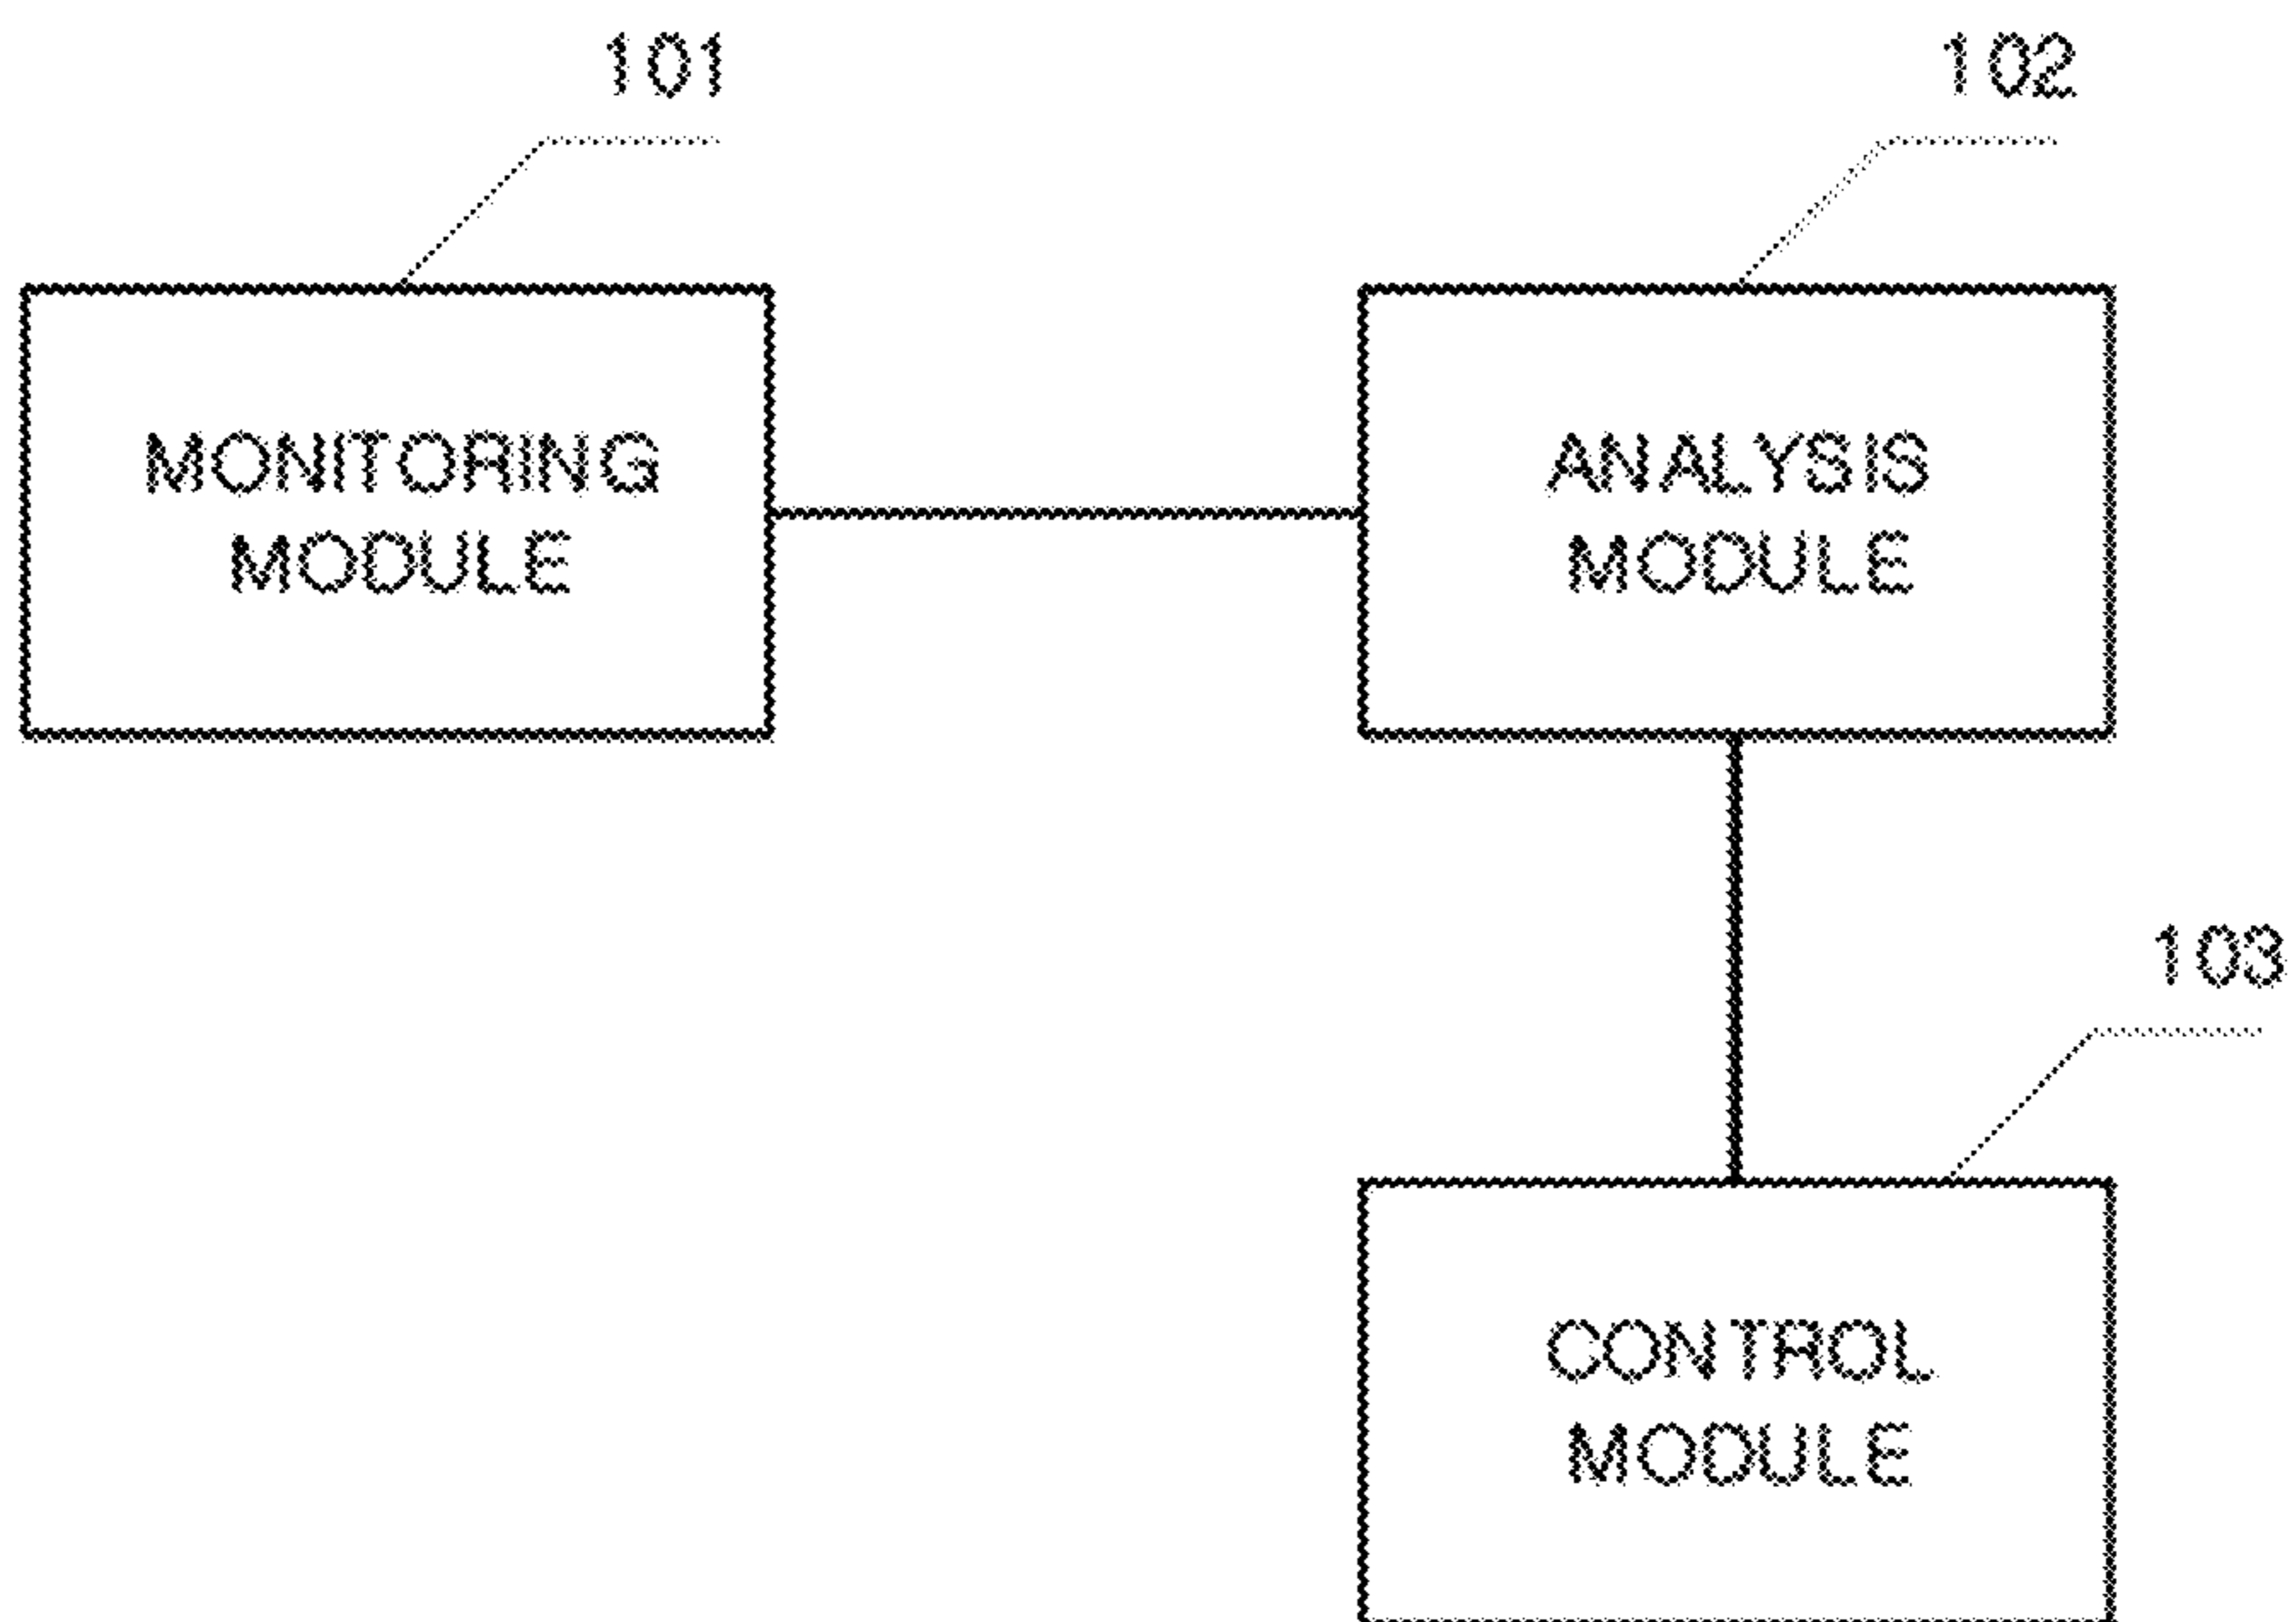 101
102
MONITORING
MODULE
ANALYSIS
MODULE
103
CONTROL
MODULE